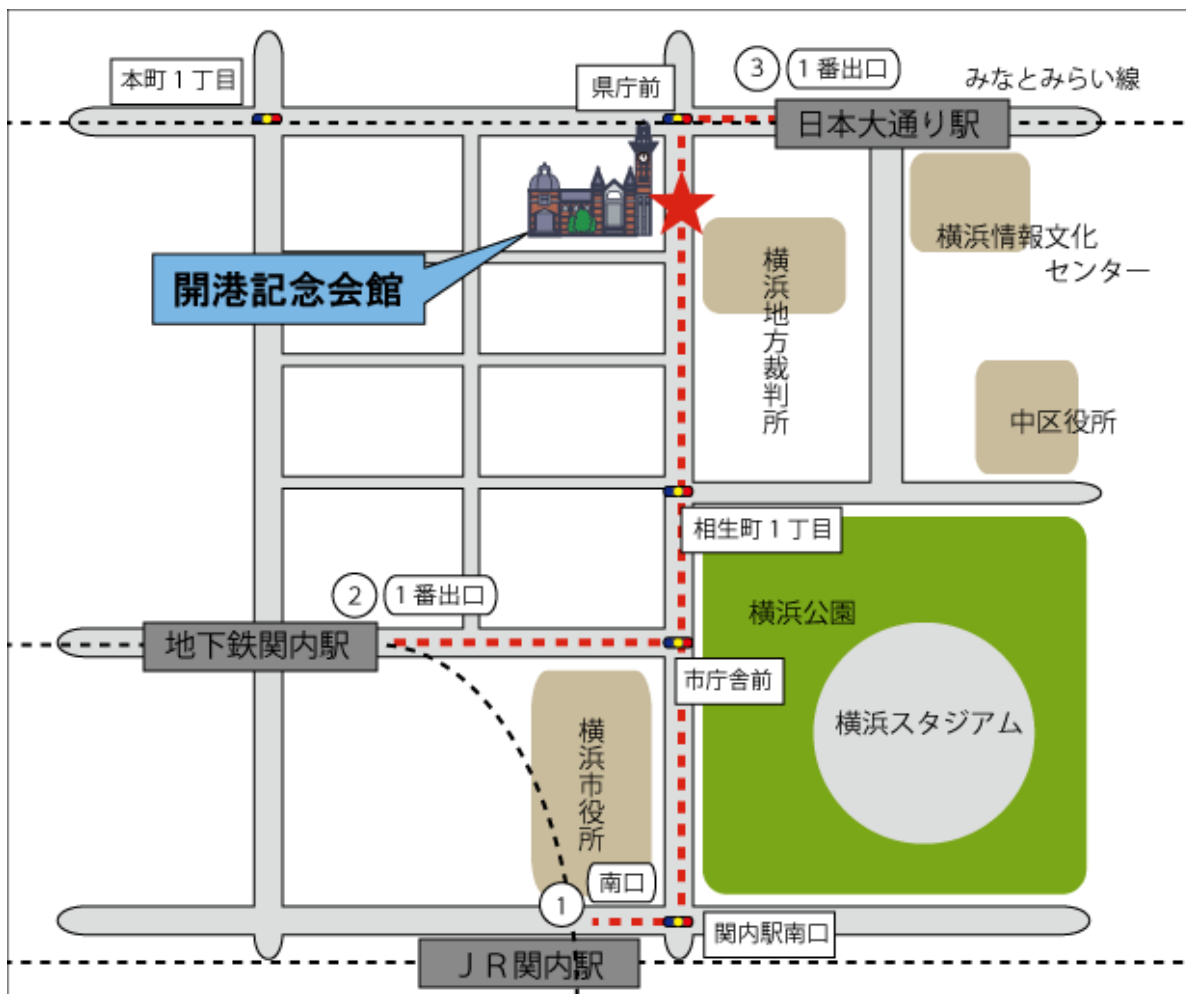 本町1丁目
県庁前
3
1番出口
みなとみらい線
日本大通り駅
開港記念会館
横浜地方裁判所
横浜情報文化
センター
中区役所
相生町1丁目
2
1番出口
地下鉄関内駅
横浜公園
市庁舎前
横浜スタジアム
横浜市役所
南口
1
関内駅南口
JR関内駅